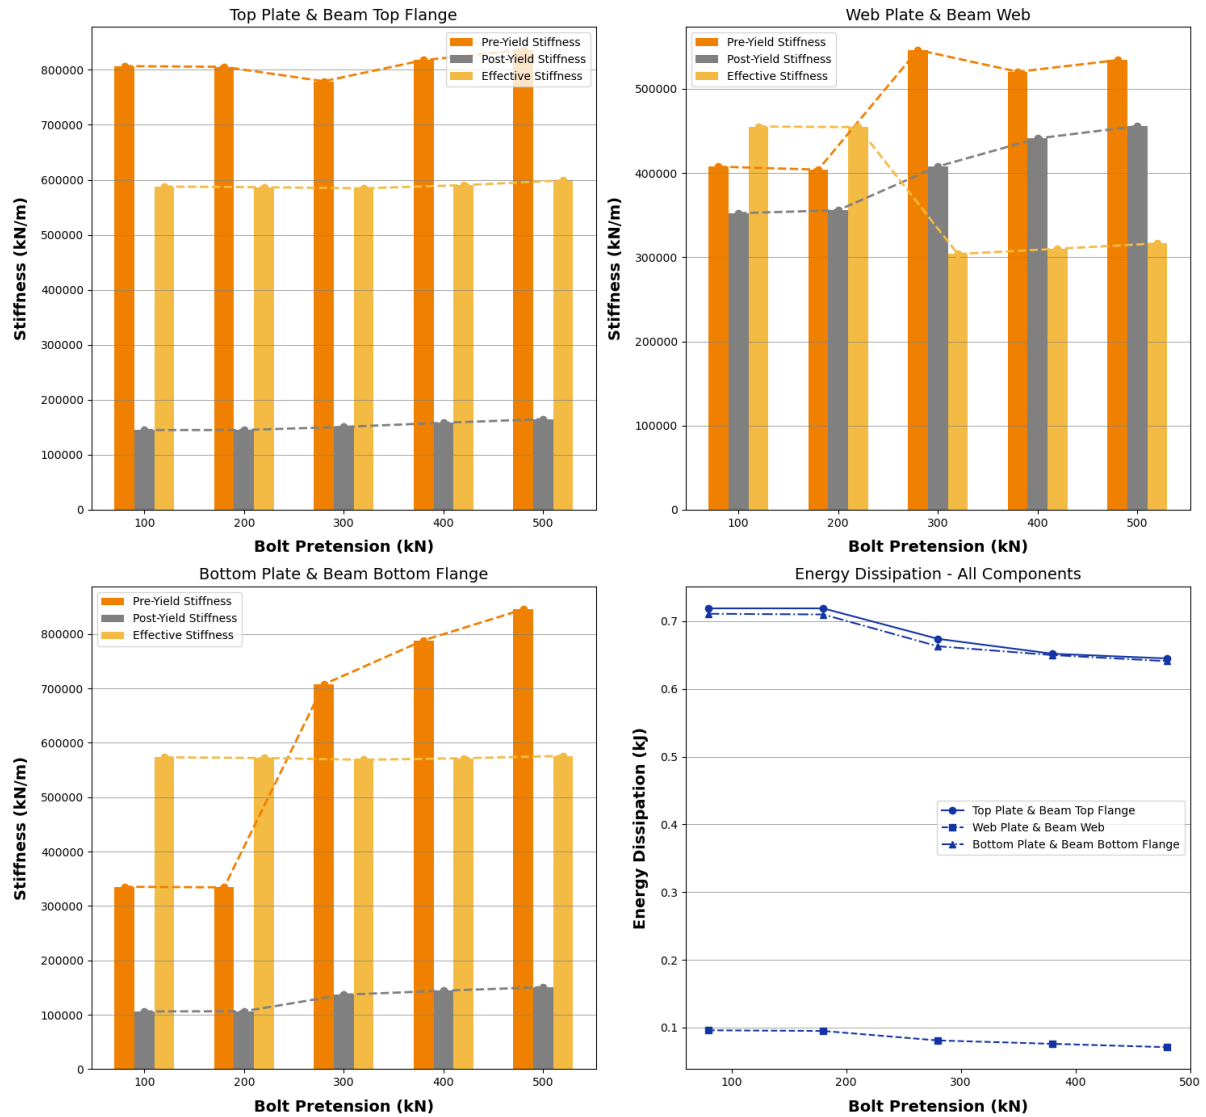 Top Plate & Beam Top Flange
Pre-Yield Stiffness
Post-Yield Stiffness
Effective Stiffness
800000
700000
600000
500000
400000
300000
200000
100000
0
Stiffness (kN/m)
100 200 300 400 500
Bolt Pretension (kN)
Web Plate & Beam Web
Pre-Yield Stiffness
Post-Yield Stiffness
Effective Stiffness
500000
400000
300000
200000
100000
0
Stiffness (kN/m)
100 200 300 400 500
Bolt Pretension (kN)
Bottom Plate & Beam Bottom Flange
Pre-Yield Stiffness
Post-Yield Stiffness
Effective Stiffness
800000
700000
600000
500000
400000
300000
200000
100000
0
Stiffness (kN/m)
100 200 300 400 500
Bolt Pretension (kN)
Energy Dissipation - All Components
0.7
0.6
0.5
0.4
0.3
0.2
0.1
Energy Dissipation (kJ)
Top Plate & Beam Top Flange
Web Plate & Beam Web
Bottom Plate & Beam Bottom Flange
100 200 300 400 500
Bolt Pretension (kN)